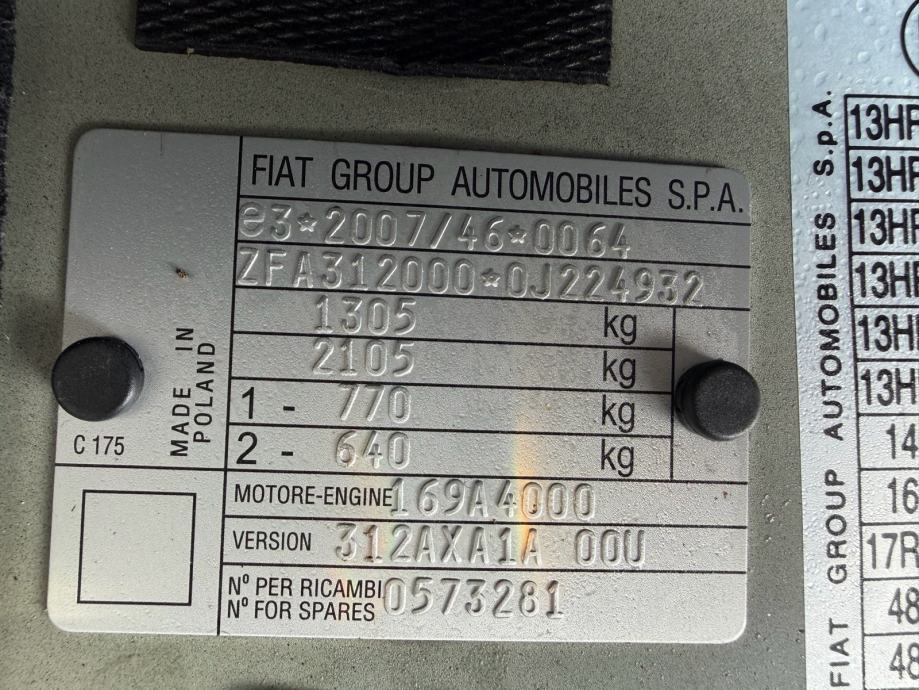 FIAT GROUP AUTOMOBILES S.P.A.
e3*2007/46*0064
ZFA312000*0J224932
1305 kg
2105 kg
1 - 770 kg
2 - 640 kg
MOTORE-ENGINE 169A4000
VERSION 312AXA1A 00U
Nº PER RICAMBI
Nº FOR SPARES 0573281
MADE IN
POLAND
C 175
FIAT GROUP AUTOMOBILES S.p.A.
13HP
13HP
13HP
13HP
13HP
13HP
14
16
17R
48
48